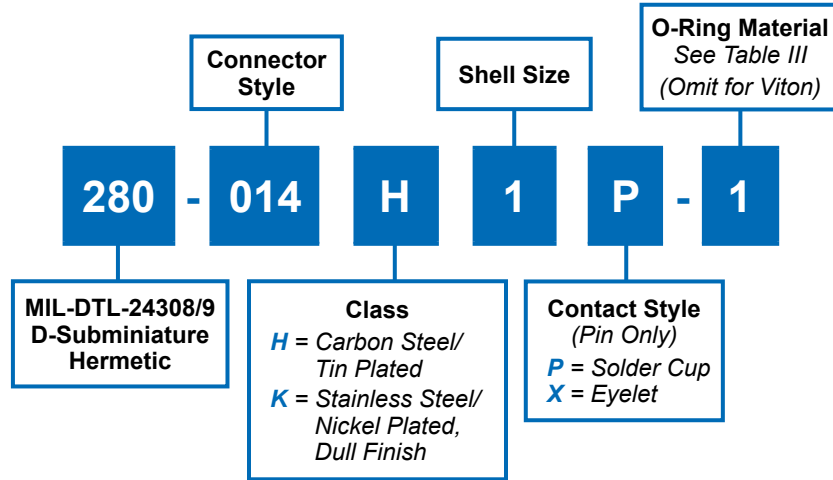 O-Ring Material
See Table III
(Omit for Viton)
Connector
Style
Shell Size
280 - 014 H 1 P - 1
MIL-DTL-24308/9
D-Subminiature
Hermetic
Class
H = Carbon Steel/
Tin Plated
K = Stainless Steel/
Nickel Plated,
Dull Finish
Contact Style
(Pin Only)
P = Solder Cup
X = Eyelet